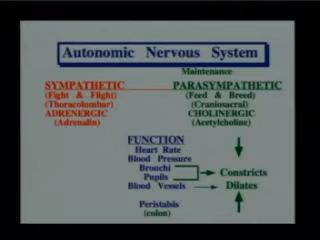 Autonomic Nervous System
Maintenance
SYMPATHETIC PARASYMPATHETIC
(Fight & Flight) (Feed & Breed)
(Thoracolumbar) (Craniosacral)
ADRENERGIC CHOLINERGIC
(Adrenalin) (Acetylcholine)
FUNCTION
Heart Rate
Blood Pressure
Bronchi
Pupils Constricts
Blood Vessels Dilates
Peristalsis
(colon)